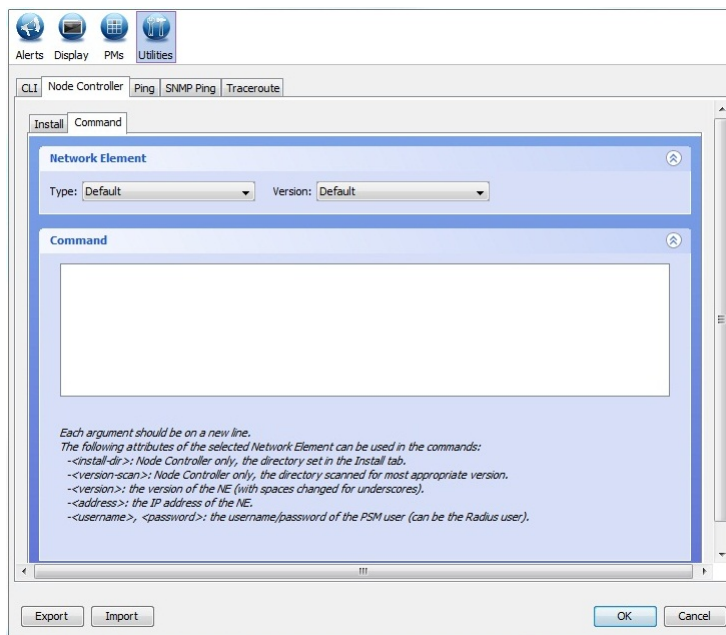 Alerts Display PMs Utilities
CLI Node Controller Ping SNMP Ping Traceroute
Install Command
Network Element
Type: Default Version: Default
Command
Each argument should be on a new line.
The following attributes of the selected Network Element can be used in the commands:
-<install-dir>: Node Controller only, the directory set in the Install tab.
-<version-scan>: Node Controller only, the directory scanned for most appropriate version.
-<version>: the version of the NE (with spaces changed for underscores).
-<address>: the IP address of the NE.
-<username>, <password>: the username/password of the PSM user (can be the Radius user).
Export Import OK Cancel